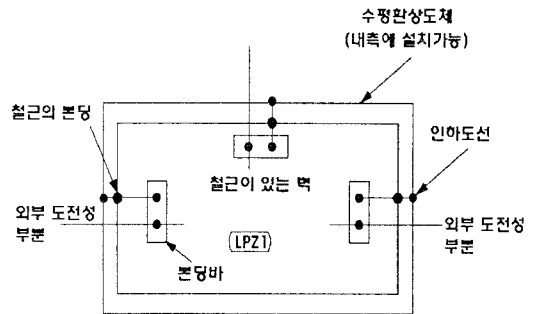 수평환상도체
(내측에 설치가능)
철근의 본딩
인하도선
철근이 있는 벽
외부 도전성
부분
(LPZ1)
외부 도전성
부분
본딩바